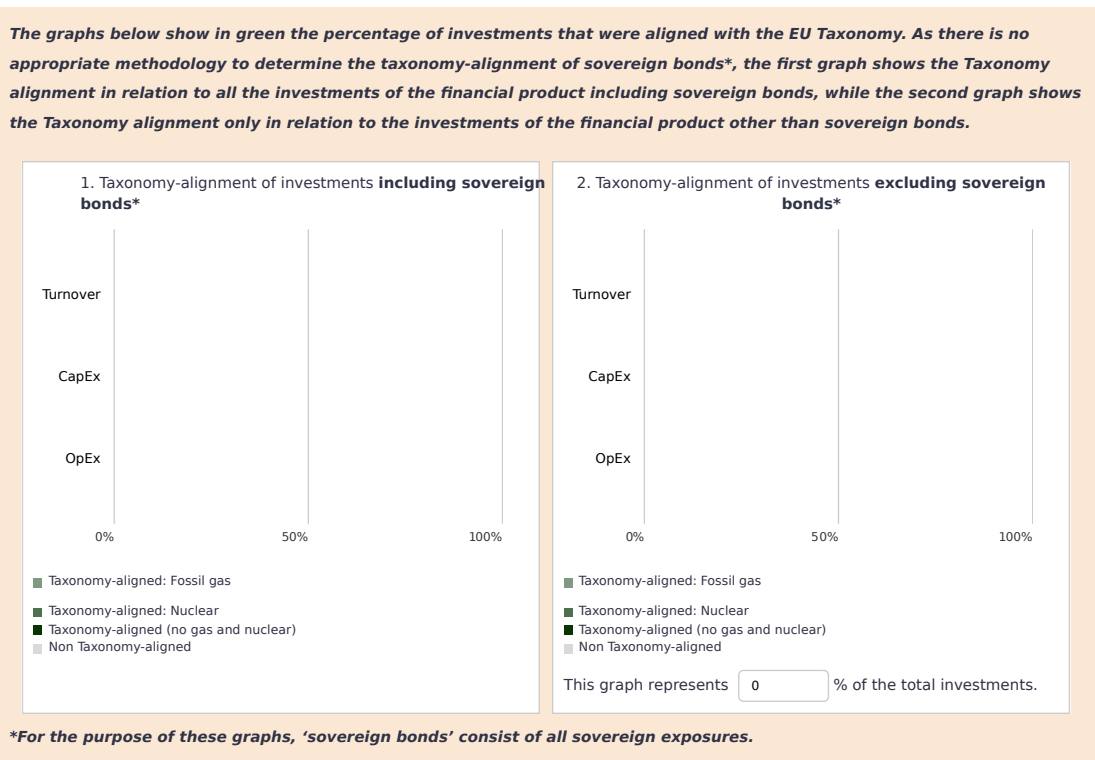 The graphs below show in green the percentage of investments that were aligned with the EU Taxonomy. As there is no
appropriate methodology to determine the taxonomy-alignment of sovereign bonds*, the first graph shows the Taxonomy
alignment in relation to all the investments of the financial product including sovereign bonds, while the second graph shows
the Taxonomy alignment only in relation to the investments of the financial product other than sovereign bonds.
1. Taxonomy-alignment of investments including sovereign
bonds*
Turnover
CapEx
OpEx
0% 50% 100%
Taxonomy-aligned: Fossil gas
Taxonomy-aligned: Nuclear
Taxonomy-aligned (no gas and nuclear)
Non Taxonomy-aligned
2. Taxonomy-alignment of investments excluding sovereign
bonds*
Turnover
CapEx
OpEx
0% 50% 100%
Taxonomy-aligned: Fossil gas
Taxonomy-aligned: Nuclear
Taxonomy-aligned (no gas and nuclear)
Non Taxonomy-aligned
This graph represents 0 % of the total investments.
*For the purpose of these graphs, ‘sovereign bonds’ consist of all sovereign exposures.